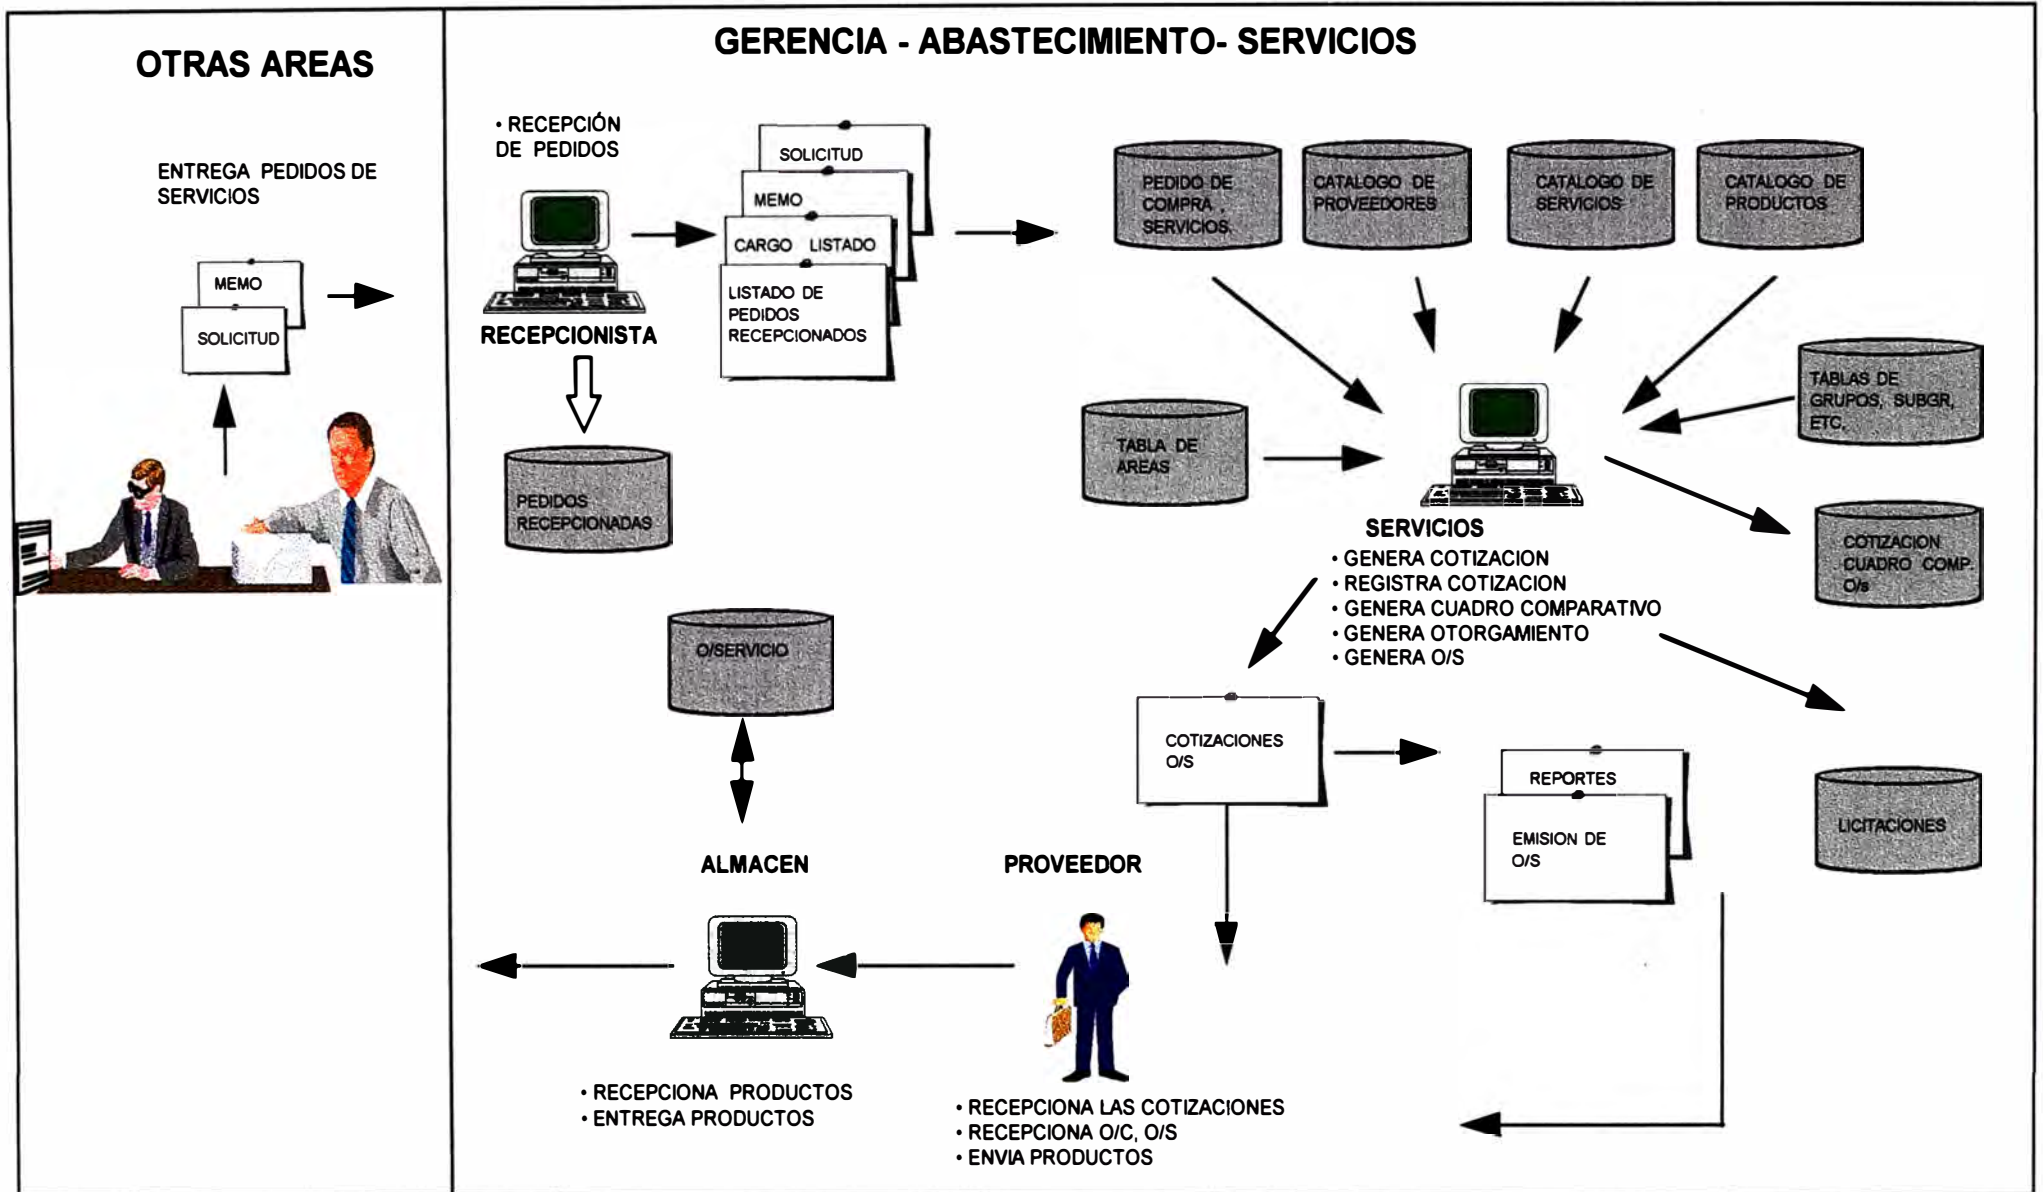 OTRAS AREAS
GERENCIA - ABASTECIMIENTO- SERVICIOS
ENTREGA PEDIDOS DE
SERVICIOS
MEMO
SOLICITUD
• RECEPCIÓN
DE PEDIDOS
RECEPCIONISTA
SOLICITUD
MEMO
CARGO LISTADO
LISTADO DE
PEDIDOS
RECEPCIONADOS
PEDIDOS
RECEPCIONADAS
PEDIDO DE
COMPRA ,
SERVICIOS.
CATALOGO DE
PROVEEDORES
CATALOGO DE
SERVICIOS
CATALOGO DE
PRODUCTOS
TABLAS DE
GRUPOS, SUBGR,
ETC.
TABLA DE
AREAS
SERVICIOS
• GENERA COTIZACION
• REGISTRA COTIZACION
• GENERA CUADRO COMPARATIVO
• GENERA OTORGAMIENTO
• GENERA O/S
COTIZACION
CUADRO COMP.
O/s
O/SERVICIO
COTIZACIONES
O/S
REPORTES
EMISION DE
O/S
LICITACIONES
ALMACEN
• RECEPCIONA PRODUCTOS
• ENTREGA PRODUCTOS
PROVEEDOR
• RECEPCIONA LAS COTIZACIONES
• RECEPCIONA O/C, O/S
• ENVIA PRODUCTOS